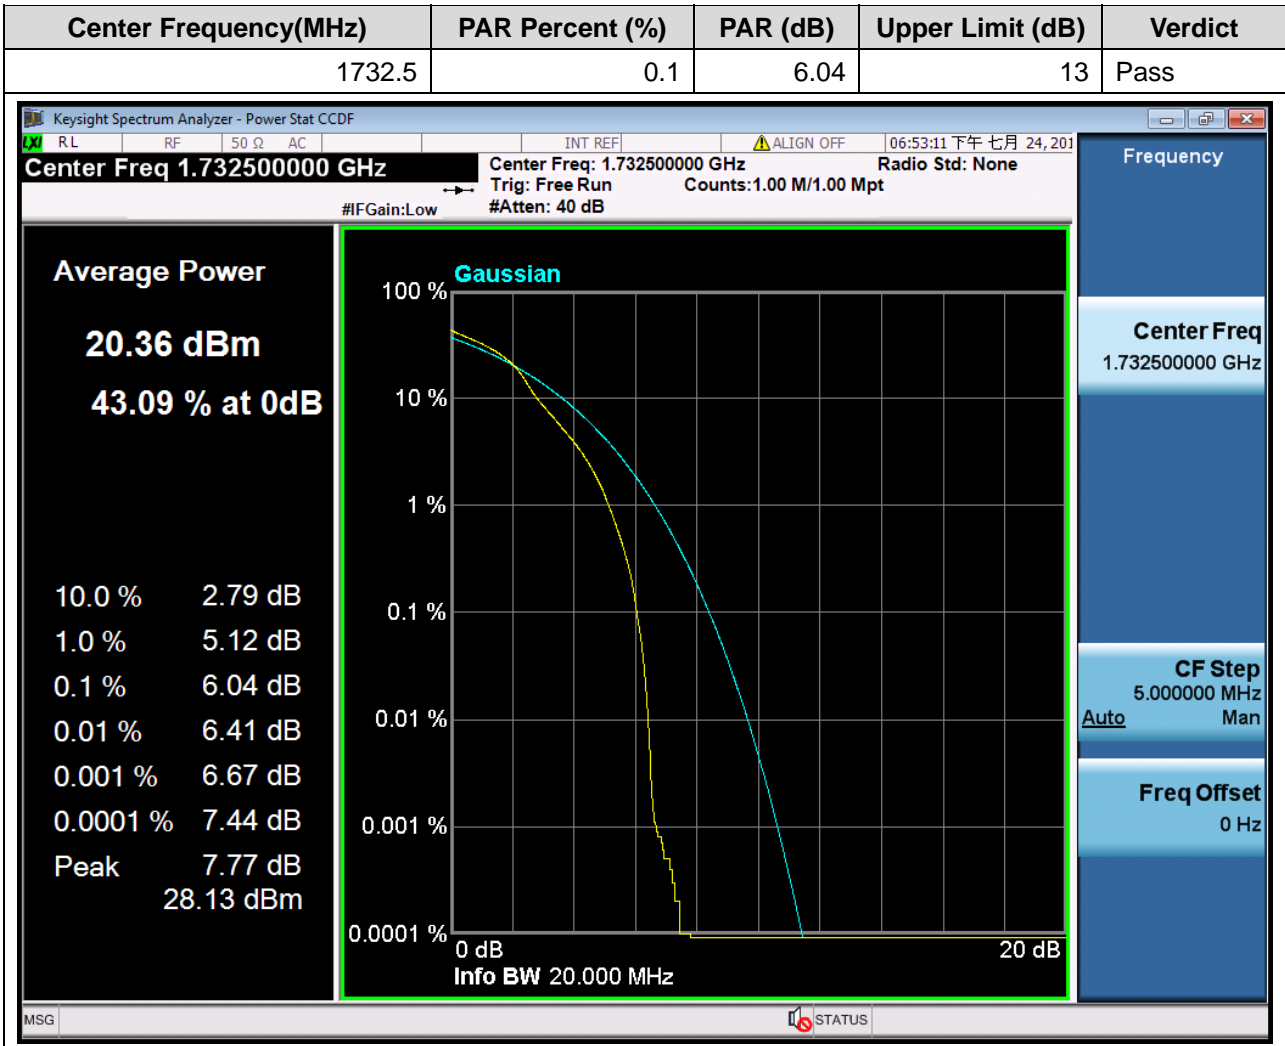 Center Frequency(MHz) PAR Percent (%) PAR (dB) Upper Limit (dB) Verdict
1732.5 0.1 6.04 13 Pass
Keysight Spectrum Analyzer - Power Stat CCDF
LXI RL RF 50 Ω AC INT REF ALIGN OFF 06:53:11 下午 七月 24, 201
Center Freq 1.732500000 GHz
Center Freq: 1.732500000 GHz Radio Std: None
Trig: Free Run Counts:1.00 M/1.00 Mpt
#IFGain:Low #Atten: 40 dB
Frequency
Average Power
20.36 dBm
43.09 % at 0dB
10.0 % 2.79 dB
1.0 % 5.12 dB
0.1 % 6.04 dB
0.01 % 6.41 dB
0.001 % 6.67 dB
0.0001 % 7.44 dB
Peak 7.77 dB
28.13 dBm
Gaussian
100 %
10 %
1 %
0.1 %
0.01 %
0.001 %
0.0001 %
0 dB 20 dB
Info BW 20.000 MHz
Center Freq
1.732500000 GHz
CF Step
5.000000 MHz
Auto Man
Freq Offset
0 Hz
MSG STATUS